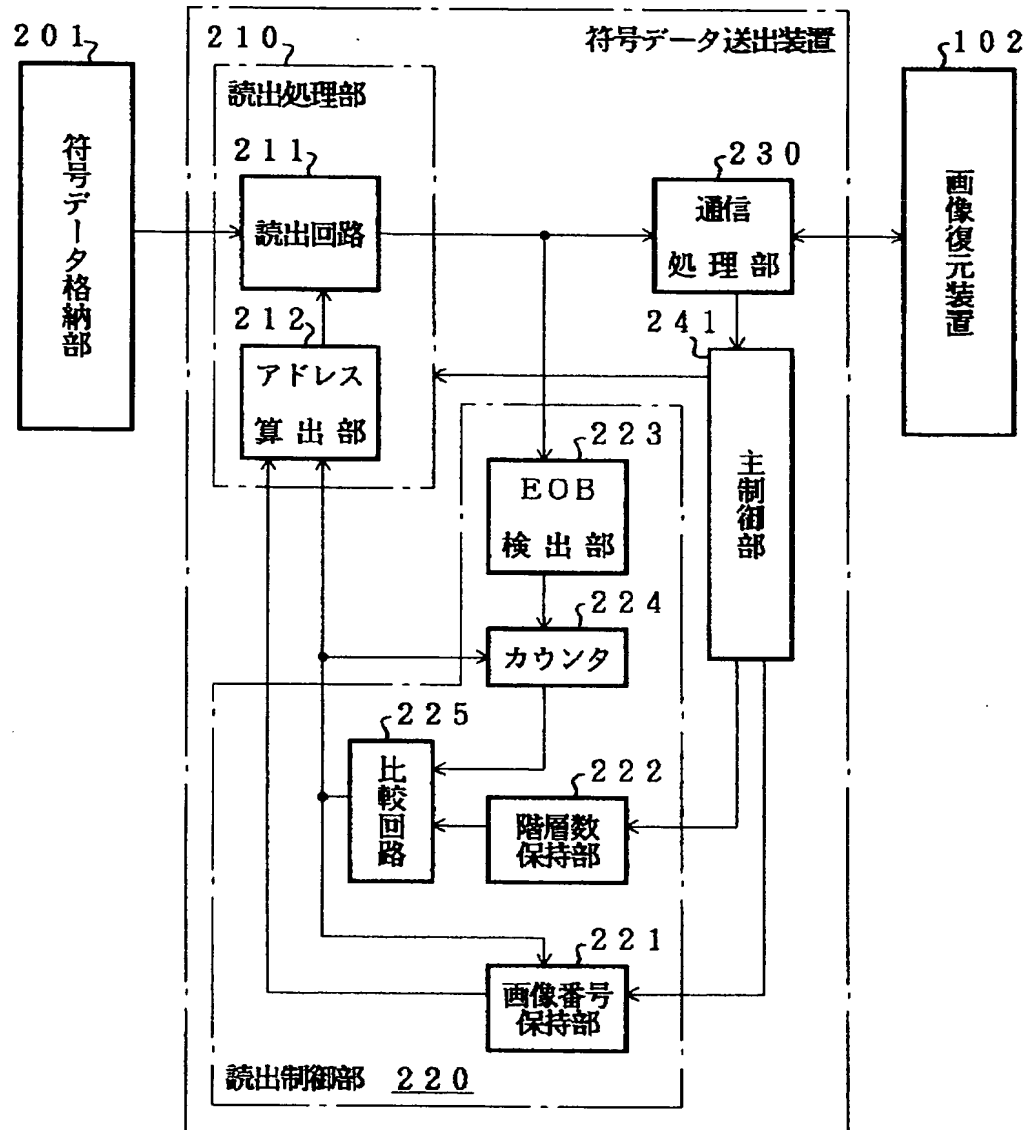 201
符号データ格納部
210
読出処理部
符号データ送出装置
102
画像復元装置
211
読出回路
230
通信
処理部
212
アドレス
算出部
241
主制御部
223
EOB
検出部
224
カウンタ
225
比較回路
222
階層数
保持部
221
画像番号
保持部
読出制御部 220